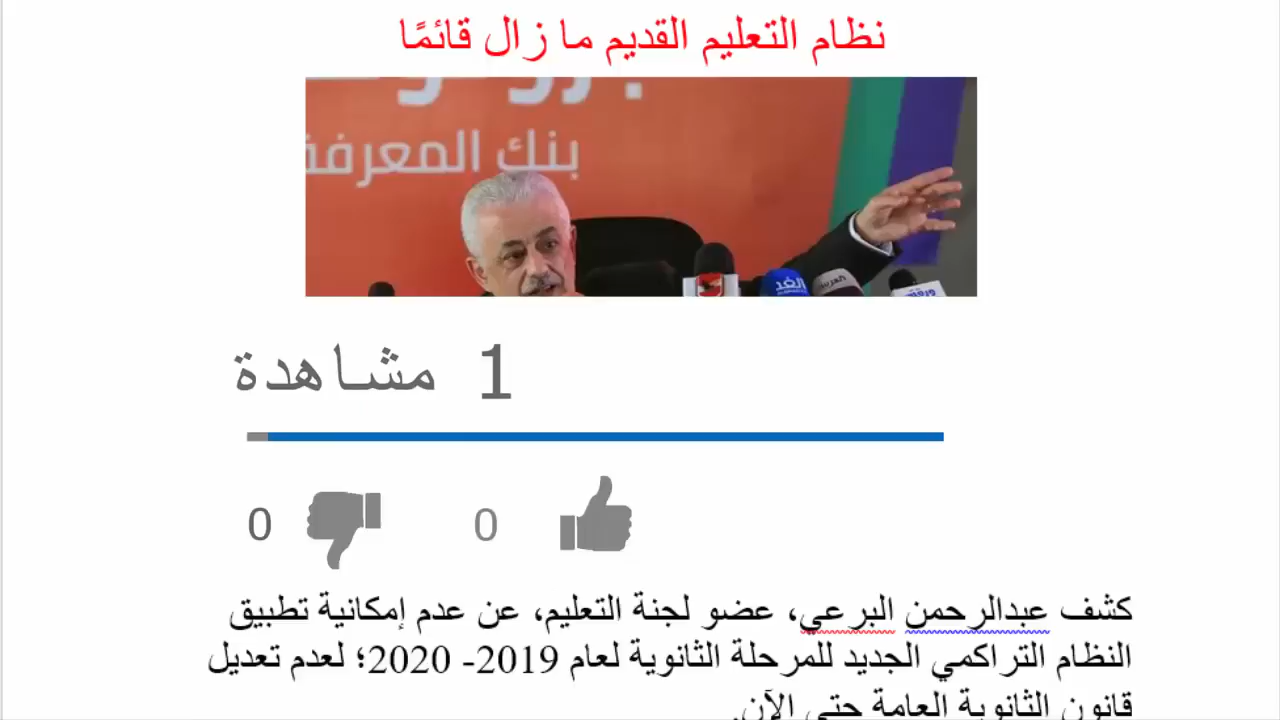 نظام التعليم القديم ما زال قائمًا
بنك المعرفة
الغد
1 مشاهدة
0 0
كشف عبدالرحمن البرعي، عضو لجنة التعليم، عن عدم إمكانية تطبيق
النظام التراكمي الجديد للمرحلة الثانوية لعام 2019- 2020؛ لعدم تعديل
قانون الثانوية العامة حتى الآن.